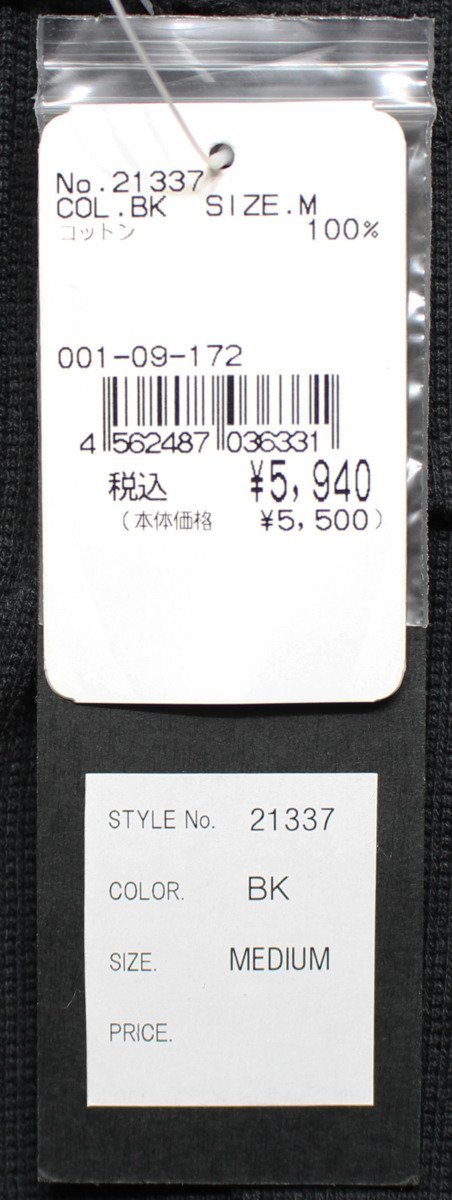 No.21337
COL.BK SIZE.M
コットン 100%
001-09-172
4 562487 036331
税込 ¥5,940
(本体価格 ¥5,500)
STYLE No. 21337
COLOR. BK
SIZE. MEDIUM
PRICE.